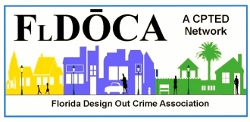 FLDŌCA
A CPTED
Network
Florida Design Out Crime Association